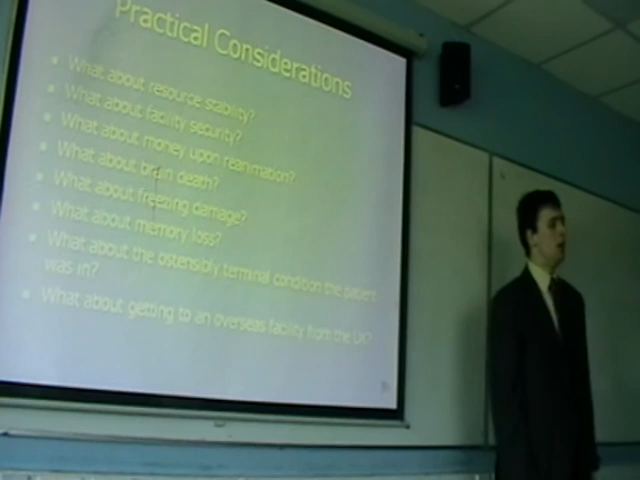 Practical Considerations
What about resource stability?
What about facility security?
What about money upon reanimation?
What about brain death?
What about freezing damage?
What about memory loss?
What about the ostensibly terminal condition the patient
was in?
What about getting to an overseas facility from the UK?